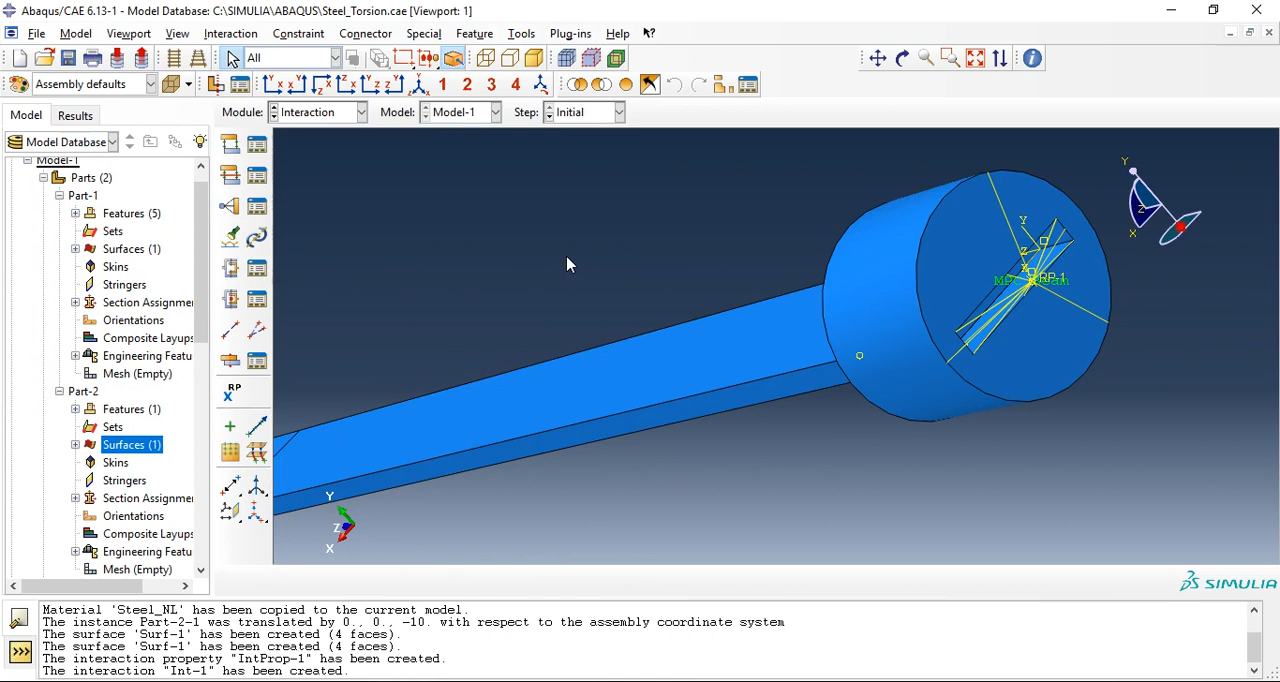 Abaqus/CAE 6.13-1 - Model Database: C:\SIMULIA\ABAQUS\Steel_Torsion.cae [Viewport: 1]
File Model Viewport View Interaction Constraint Connector Special Feature Tools Plug-ins Help
All
Assembly defaults 1 2 3 4
Model Results Module: Interaction Model: Model-1 Step: Initial
Model Database
Model-1
Parts (2)
Part-1
Features (5)
Sets
Surfaces (1)
Skins
Stringers
Section Assignme
Orientations
Composite Layups
Engineering Featu
Mesh (Empty)
Part-2
Features (1)
Sets
Surfaces (1)
Skins
Stringers
Section Assignme
Orientations
Composite Layups
Engineering Featu
Mesh (Empty)
RP
X
Y
Z
X
Y
Z
X
RP-1
Y
Z
X
SIMULIA
Material 'Steel_NL' has been copied to the current model.
The instance Part-2-1 was translated by 0., 0., -10. with respect to the assembly coordinate system
The surface 'Surf-1' has been created (4 faces).
The surface 'Surf-1' has been created (4 faces).
The interaction property "IntProp-1" has been created.
The interaction "Int-1" has been created.